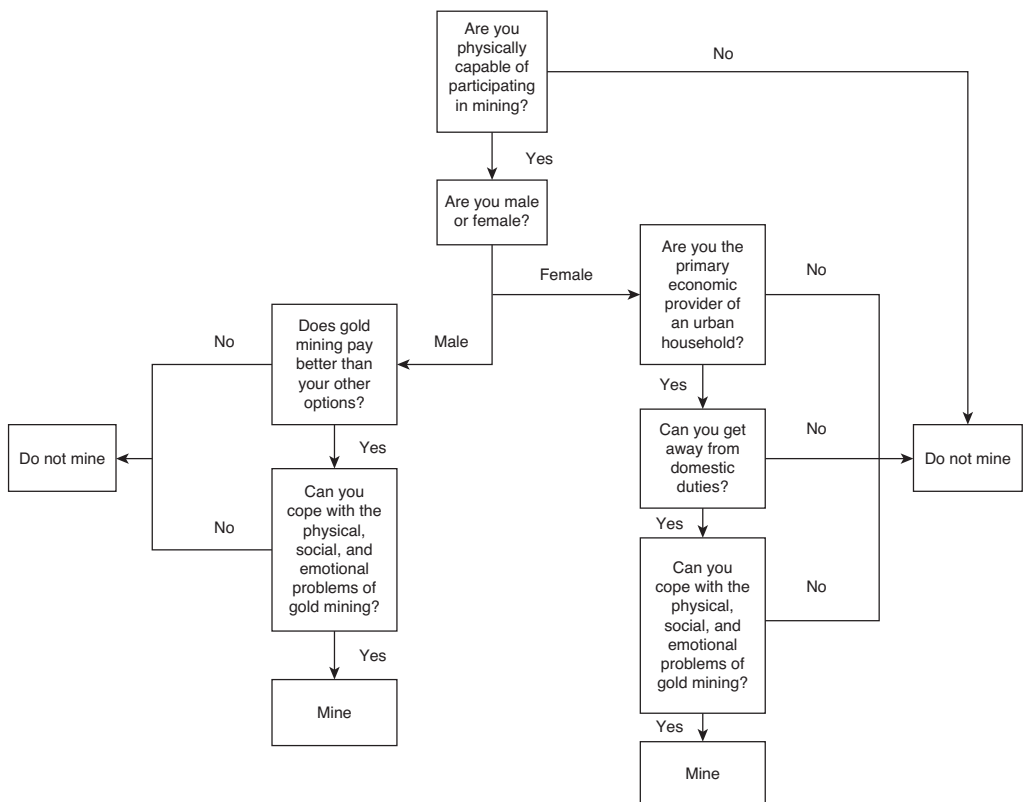 Are you
physically
capable of
participating
in mining?
No
Yes
Are you male
or female?
Female
Male
Are you the
primary
economic
provider of
an urban
household?
No
Yes
Does gold
mining pay
better than
your other
options?
No
Yes
Can you get
away from
domestic
duties?
No
Yes
Do not mine
Do not mine
Can you
cope with the
physical,
social, and
emotional
problems of
gold mining?
No
Yes
Can you
cope with the
physical,
social, and
emotional
problems of
gold mining?
No
Yes
Mine
Mine